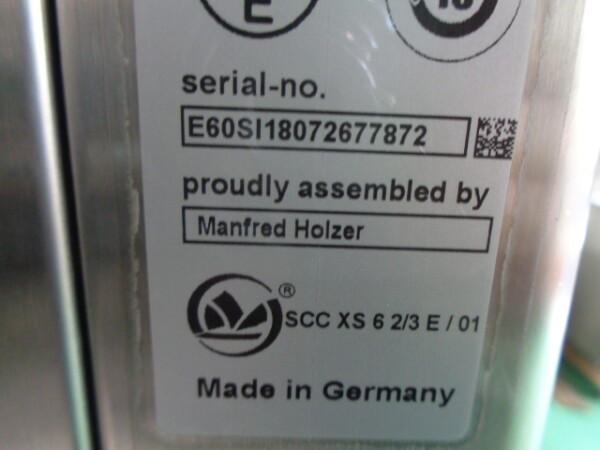 E
serial-no.
E60SI18072677872
proudly assembled by
Manfred Holzer
®
SCC XS 6 2/3 E / 01
Made in Germany